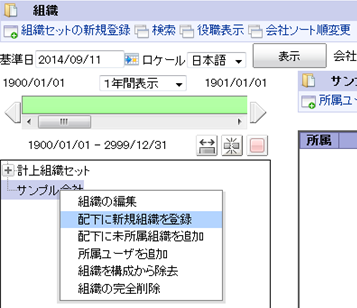 組織
組織セットの新規登録 検索 役職表示 会社ソート順変更
基準日 2014/09/11 ロケール 日本語 表示 会社
1900/01/01 1年間表示 1901/01/01
サン
所属ユー
1900/01/01 - 2999/12/31
所属
計上組織セット
サンプル会社
組織の編集
配下に新規組織を登録
配下に未所属組織を追加
所属ユーザを追加
組織を構成から除去
組織の完全削除